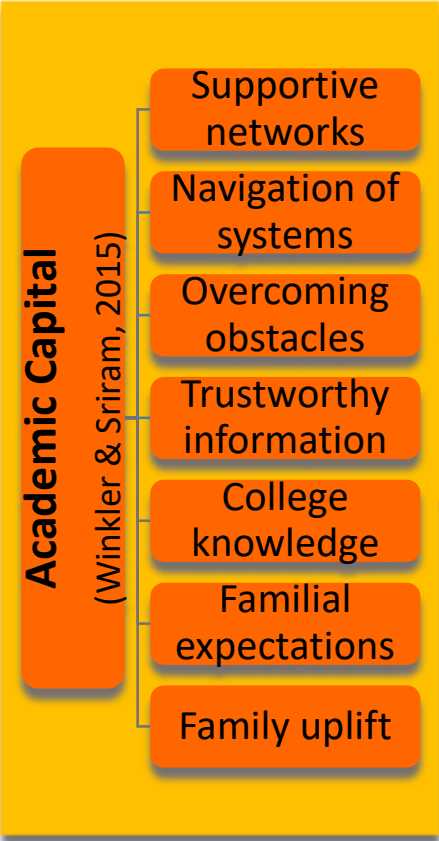 Academic Capital
(Winkler & Sriram, 2015)
Supportive
networks
Navigation of
systems
Overcoming
obstacles
Trustworthy
information
College
knowledge
Familial
expectations
Family uplift